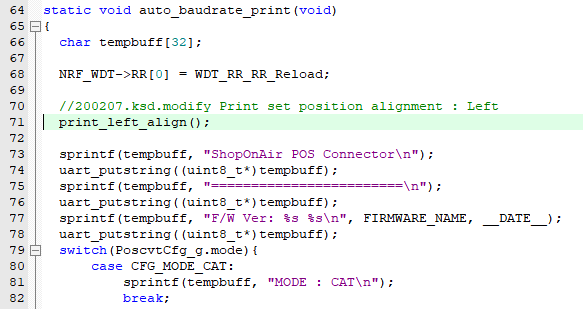 64 static void auto_baudrate_print(void)
65 {
66 char tempbuff[32];
67
68 NRF_WDT->RR[0] = WDT_RR_RR_Reload;
69
70 //200207.ksd.modify Print set position alignment : Left
71 print_left_align();
72
73 sprintf(tempbuff, "ShopOnAir POS Connector\n");
74 uart_putstring((uint8_t*)tempbuff);
75 sprintf(tempbuff, "========================\n");
76 uart_putstring((uint8_t*)tempbuff);
77 sprintf(tempbuff, "F/W Ver: %s %s\n", FIRMWARE_NAME, __DATE__);
78 uart_putstring((uint8_t*)tempbuff);
79 switch(PoscvtCfg_g.mode){
80 case CFG_MODE_CAT:
81 sprintf(tempbuff, "MODE : CAT\n");
82 break;